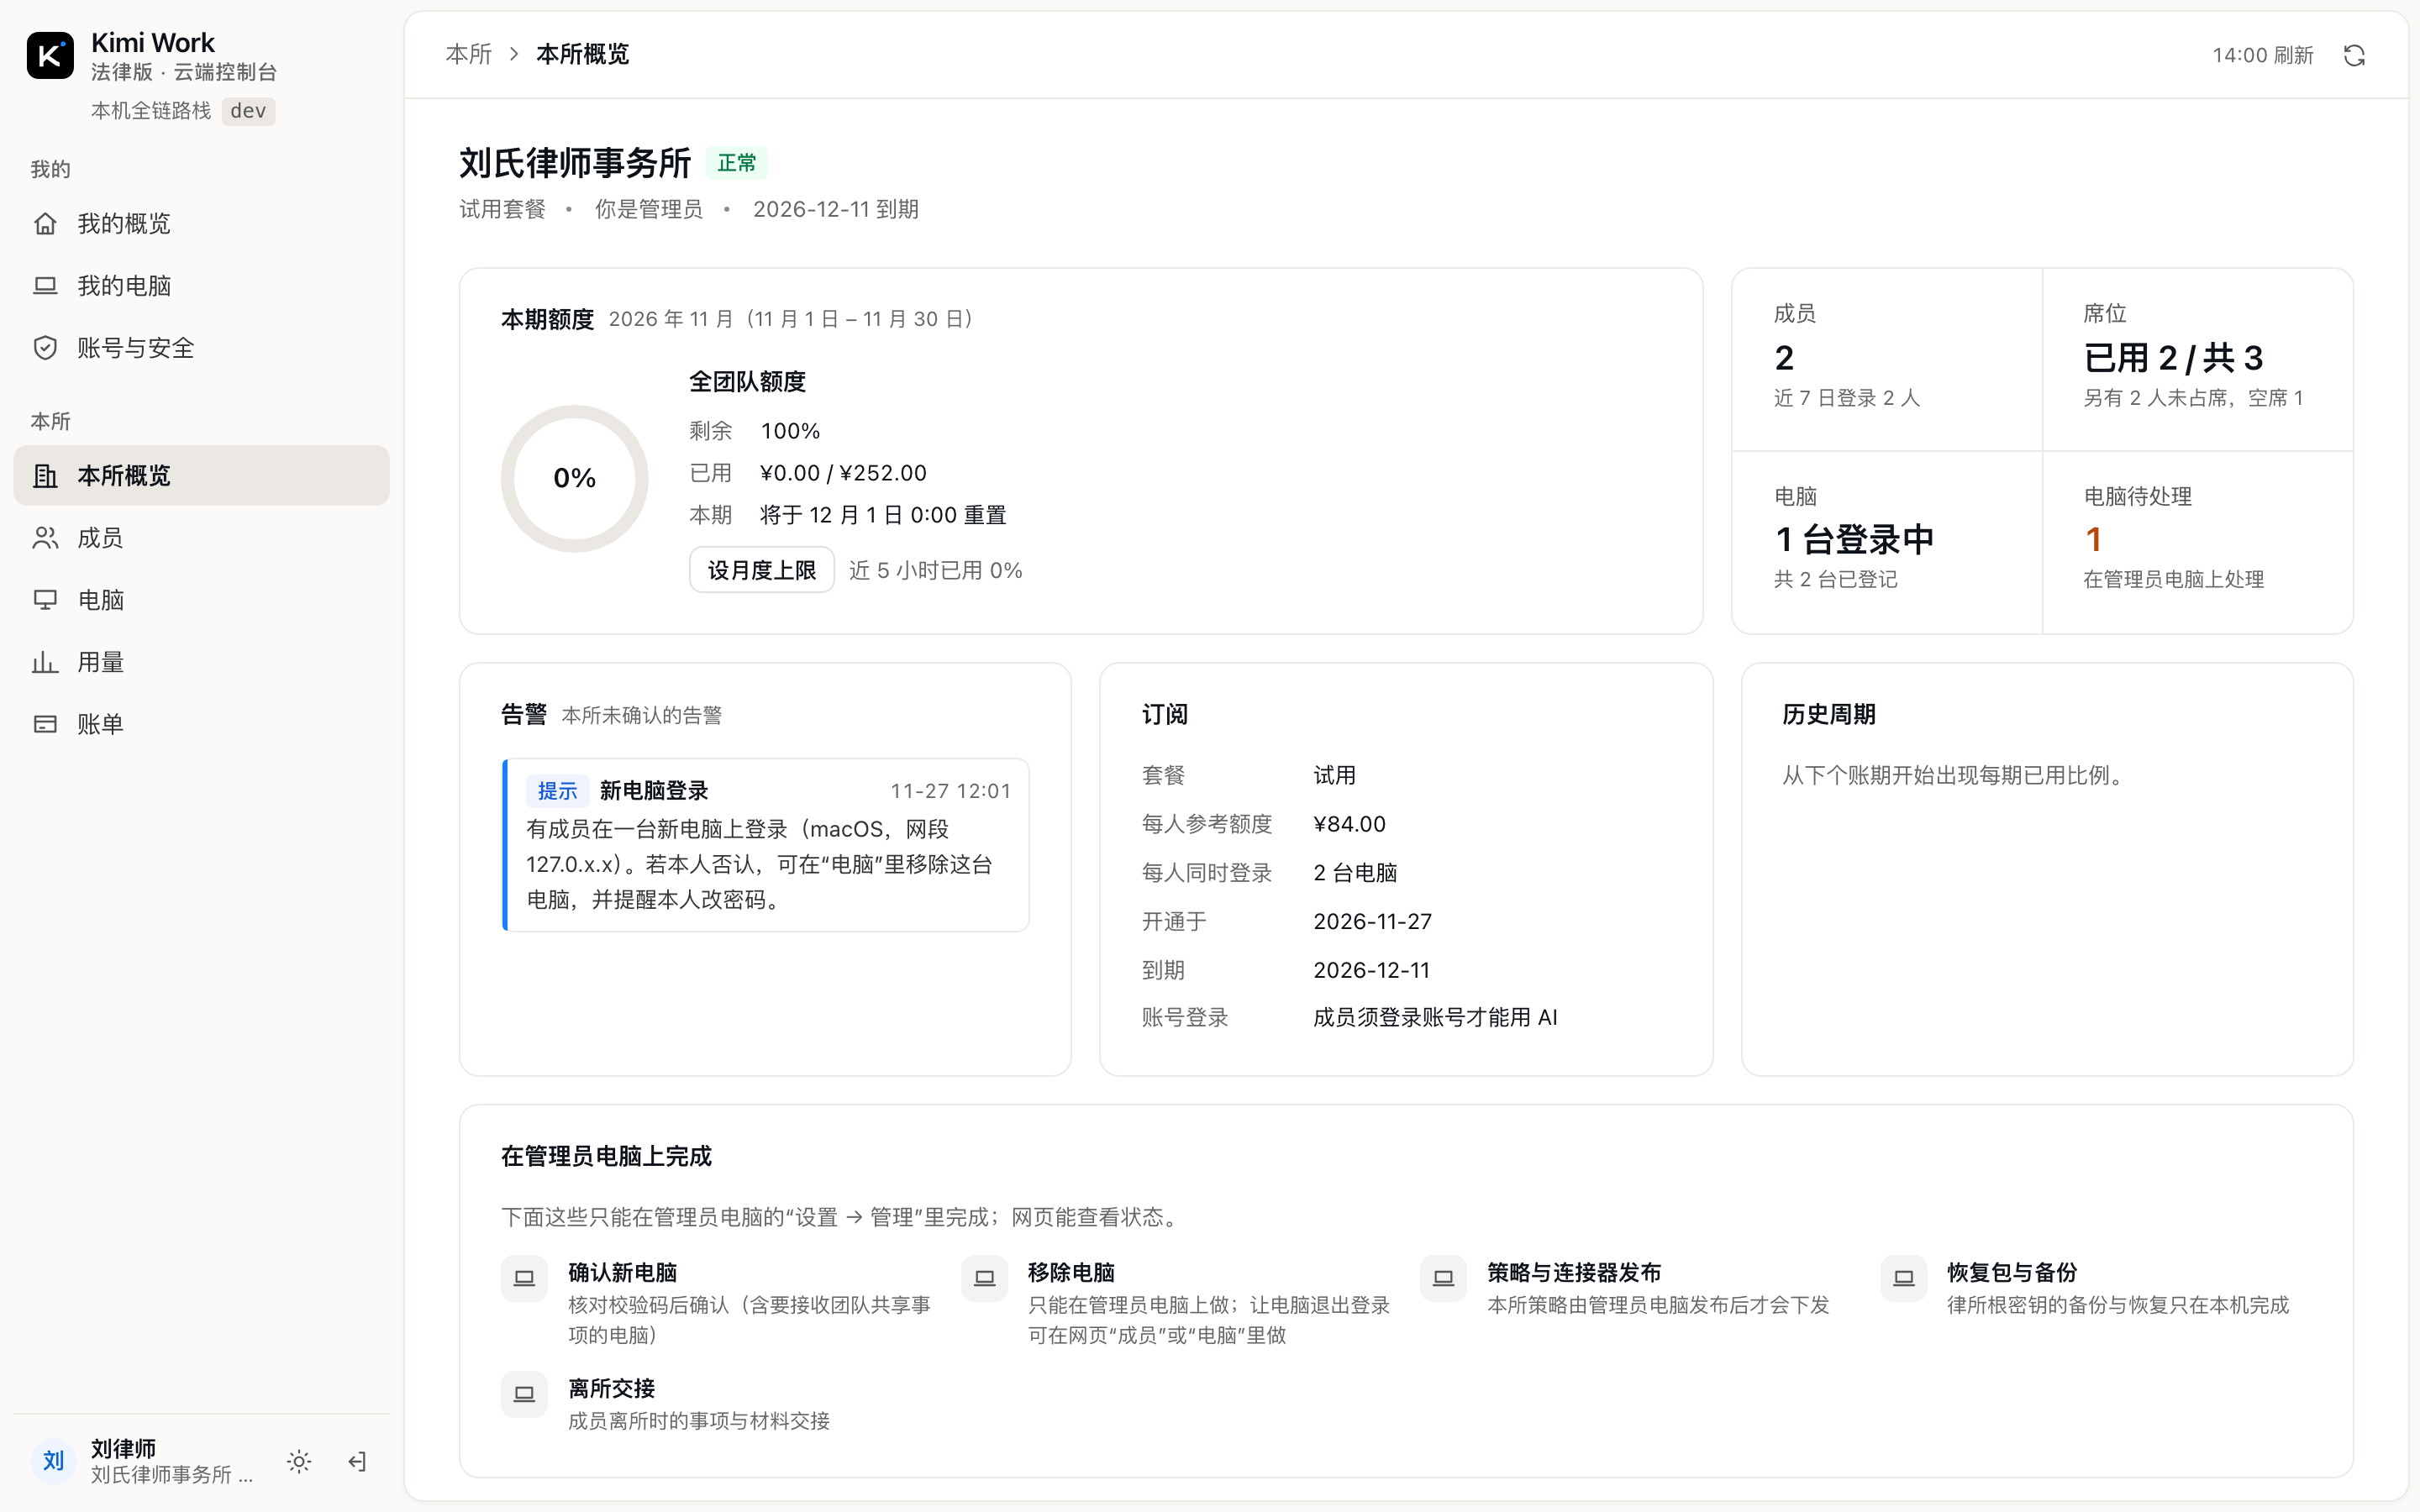 Kimi Work
法律版 · 云端控制台
本机全链路栈 dev
我的
我的概览
我的电脑
账号与安全
本所
本所概览
成员
电脑
用量
账单
刘
刘律师
刘氏律师事务所 ...
本所 > 本所概览
14:00 刷新
刘氏律师事务所 正常
试用套餐 • 你是管理员 • 2026-12-11 到期
本期额度 2026 年 11 月（11 月 1 日 – 11 月 30 日）
0%
全团队额度
剩余 100%
已用 ¥0.00 / ¥252.00
本期 将于 12 月 1 日 0:00 重置
设月度上限 近 5 小时已用 0%
成员
2
近 7 日登录 2 人
席位
已用 2 / 共 3
另有 2 人未占席，空席 1
电脑
1 台登录中
共 2 台已登记
电脑待处理
1
在管理员电脑上处理
告警 本所未确认的告警
提示 新电脑登录 11-27 12:01
有成员在一台新电脑上登录（macOS，网段
127.0.x.x）。若本人否认，可在“电脑”里移除这台
电脑，并提醒本人改密码。
订阅
套餐 试用
每人参考额度 ¥84.00
每人同时登录 2 台电脑
开通于 2026-11-27
到期 2026-12-11
账号登录 成员须登录账号才能用 AI
历史周期
从下个账期开始出现每期已用比例。
在管理员电脑上完成
下面这些只能在管理员电脑的“设置 → 管理”里完成；网页能查看状态。
确认新电脑
核对校验码后确认（含要接收团队共享事
项的电脑）
移除电脑
只能在管理员电脑上做；让电脑退出登录
可在网页“成员”或“电脑”里做
策略与连接器发布
本所策略由管理员电脑发布后才会下发
恢复包与备份
律所根密钥的备份与恢复只在本机完成
离所交接
成员离所时的事项与材料交接